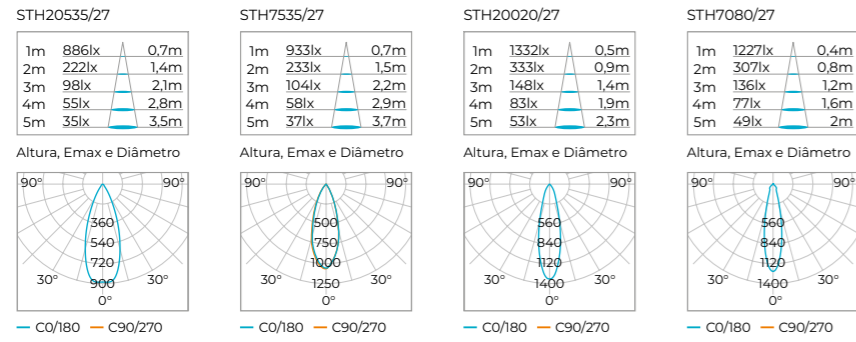 STH20535/27
1m 886lx 0,7m
2m 222lx 1,4m
3m 98lx 2,1m
4m 55lx 2,8m
5m 35lx 3,5m
Altura, Emax e Diâmetro
90° 90°
360
540
720
30° 30°
900
0°
C0/180 C90/270
STH7535/27
1m 933lx 0,7m
2m 233lx 1,5m
3m 104lx 2,2m
4m 58lx 2,9m
5m 37lx 3,7m
Altura, Emax e Diâmetro
90° 90°
500
750
1000
30° 30°
1250
0°
C0/180 C90/270
STH20020/27
1m 1332lx 0,5m
2m 333lx 0,9m
3m 148lx 1,4m
4m 83lx 1,9m
5m 53lx 2,3m
Altura, Emax e Diâmetro
90° 90°
560
840
1120
30° 30°
1400
0°
C0/180 C90/270
STH7080/27
1m 1227lx 0,4m
2m 307lx 0,8m
3m 136lx 1,2m
4m 77lx 1,6m
5m 49lx 2m
Altura, Emax e Diâmetro
90° 90°
560
840
1120
30° 30°
1400
0°
C0/180 C90/270